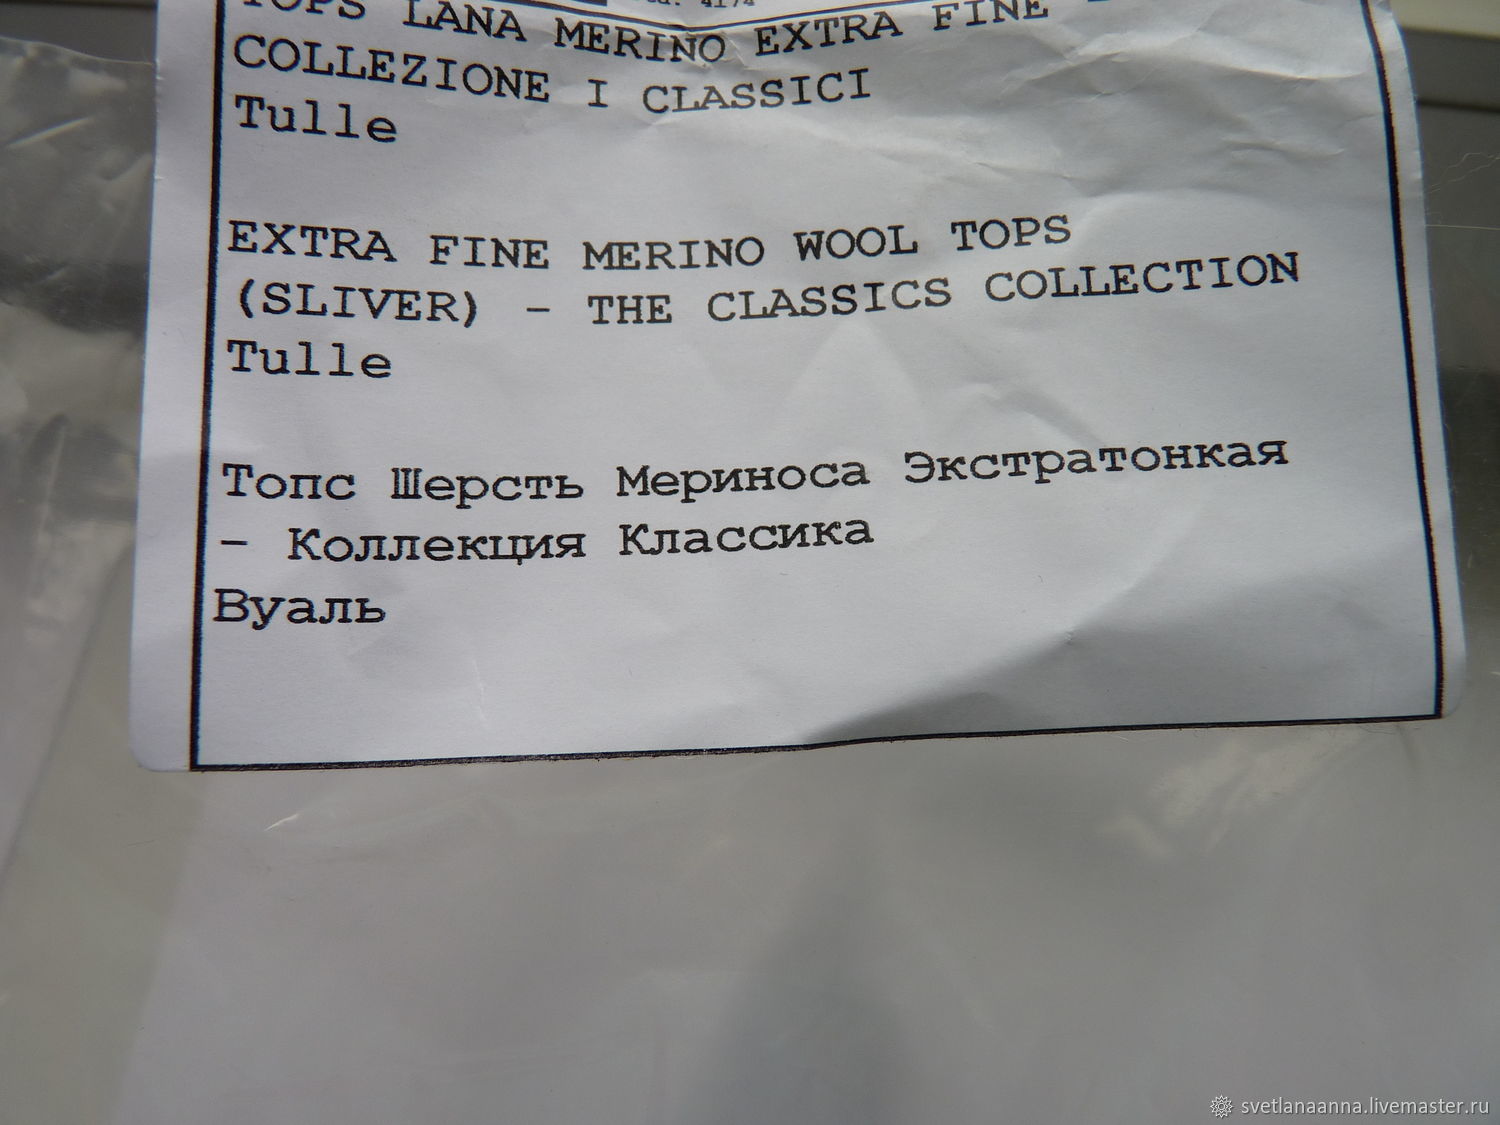 TOPS LANA MERINO EXTRA FINE
COLLEZIONE I CLASSICI
Tulle
EXTRA FINE MERINO WOOL TOPS
(SLIVER) - THE CLASSICS COLLECTION
Tulle
Топс Шерсть Мериноса Экстратонкая
- Коллекция Классика
Вуаль
svetlanaanna.livemaster.ru